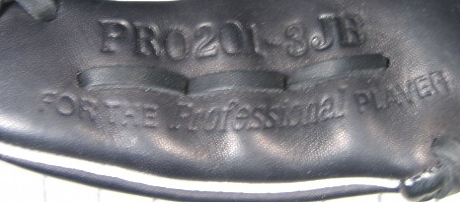 PRO201-3JB
FOR THE Professional PLAYER